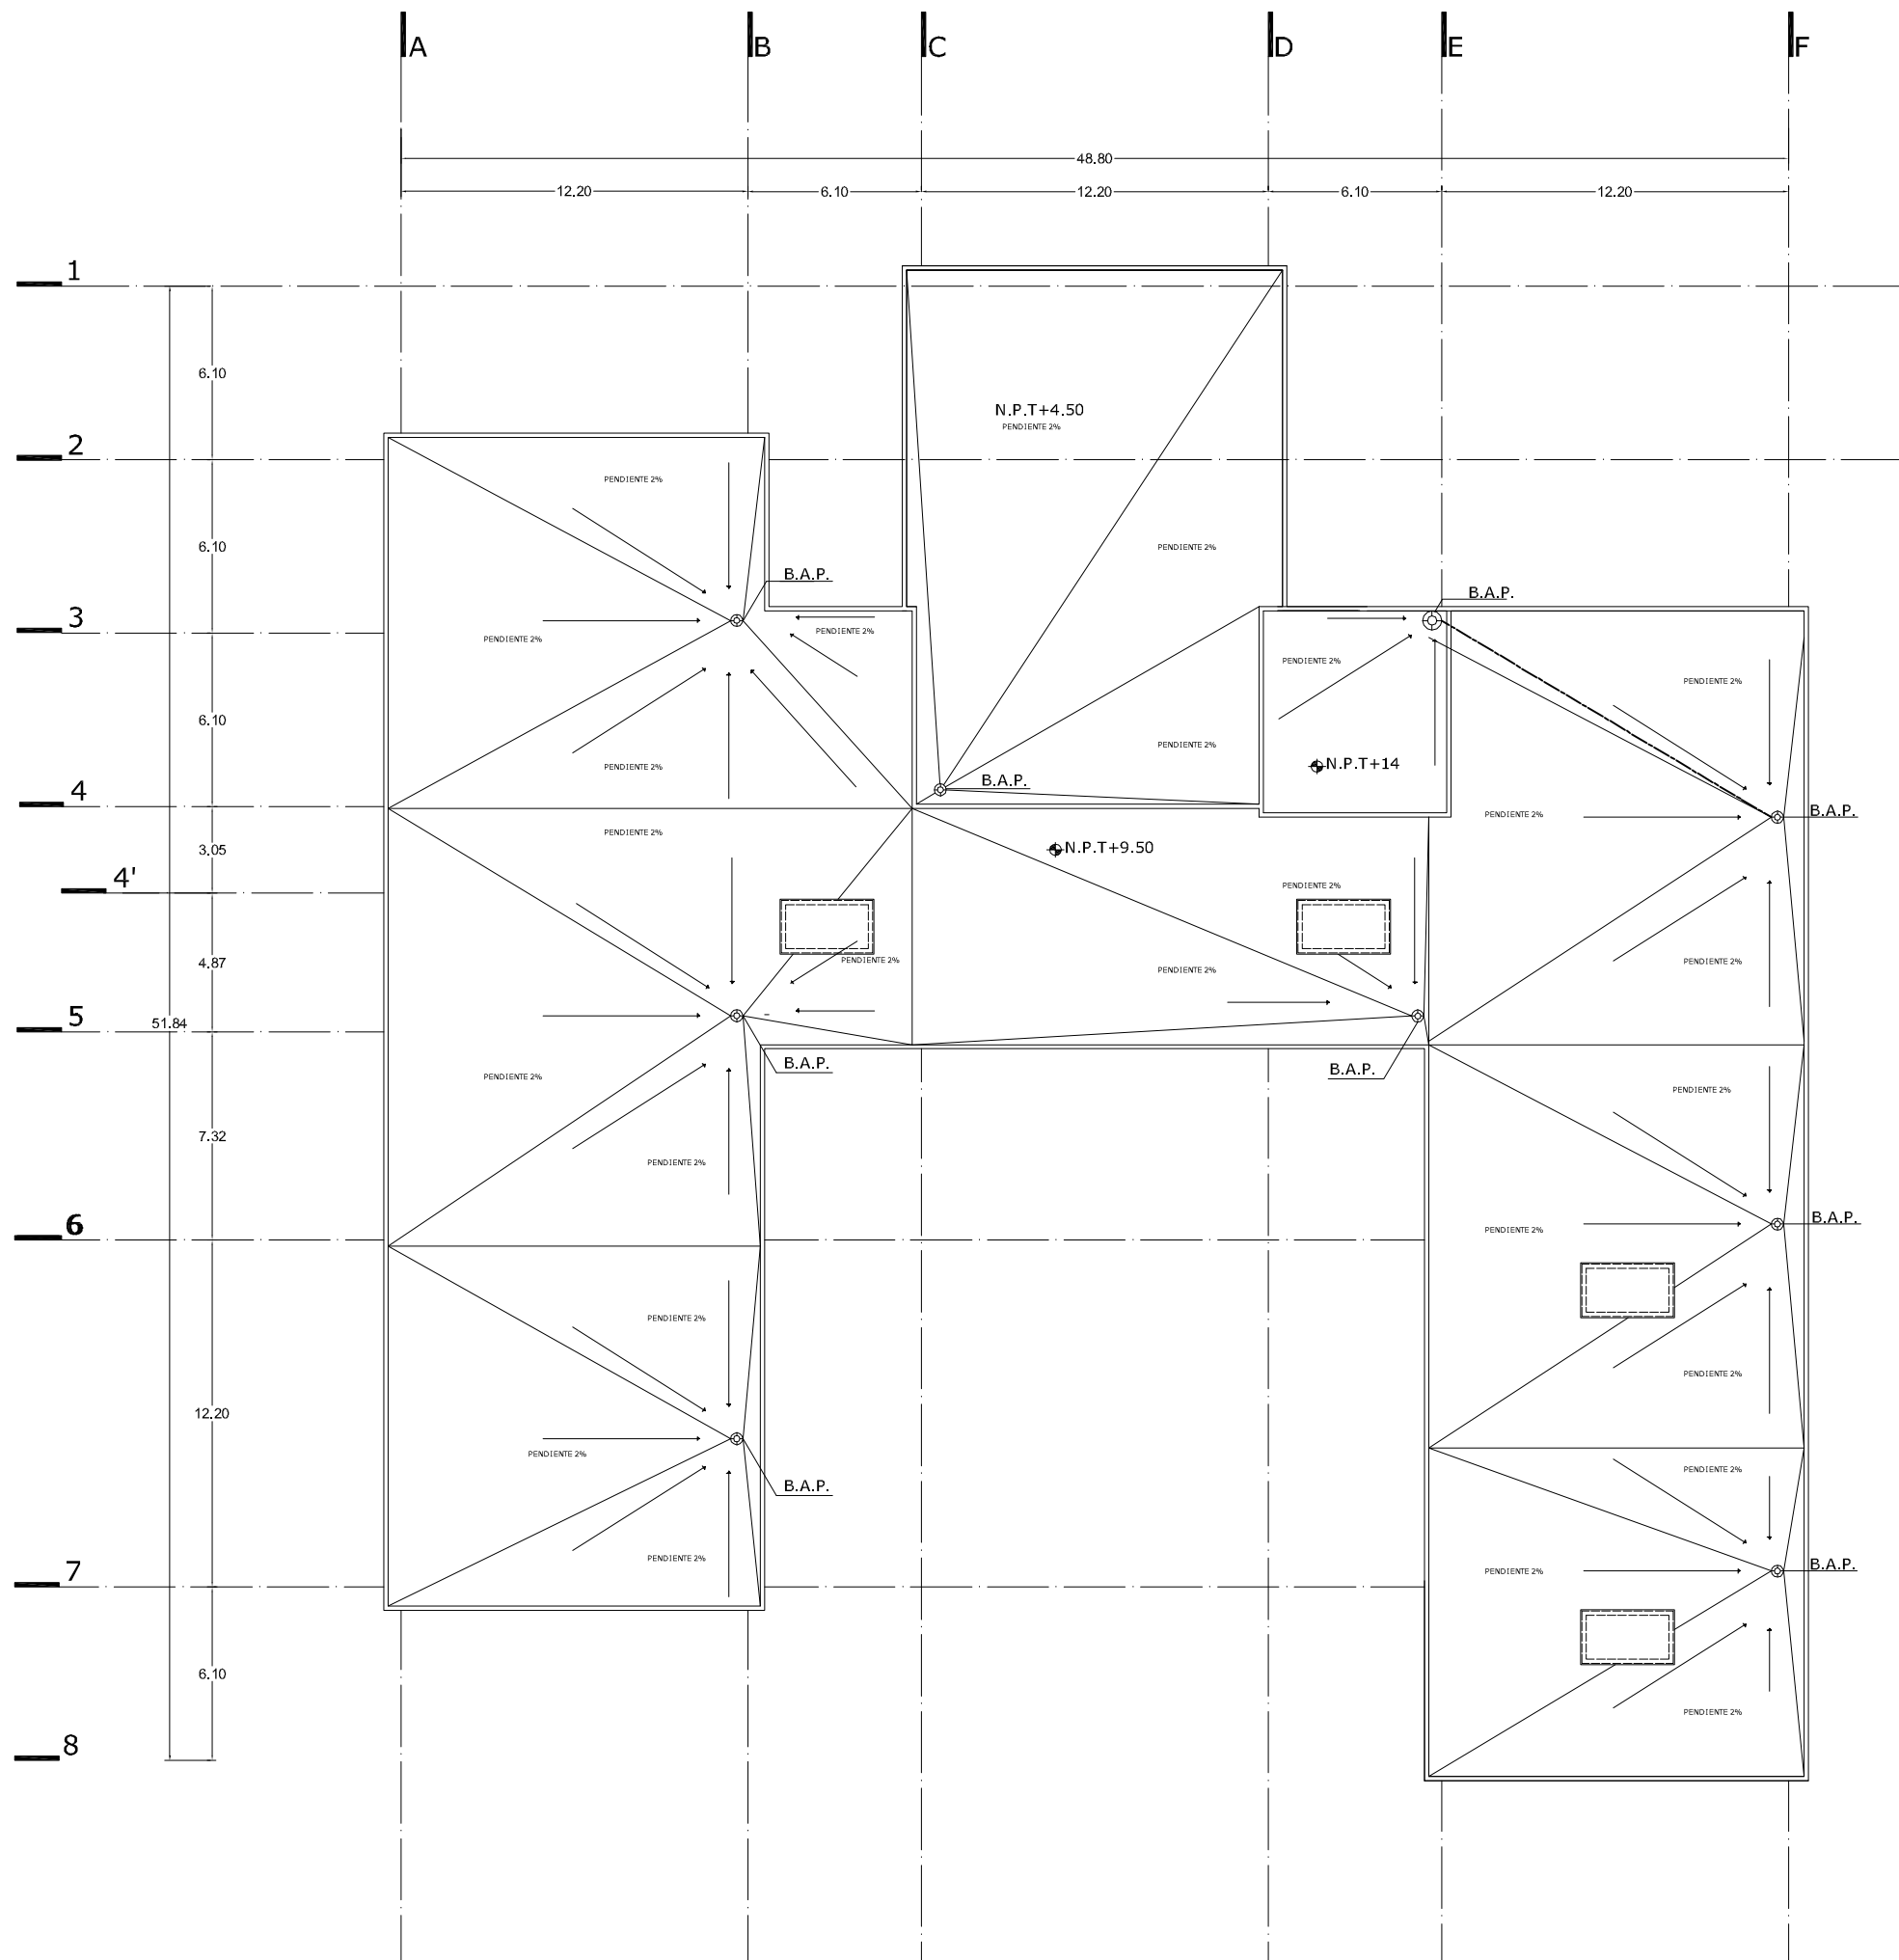 A
B
C
D
E
F
48.80
12.20
6.10
12.20
6.10
12.20
1
6.10
N.P.T+4.50
PENDIENTE 2%
2
PENDIENTE 2%
6.10
PENDIENTE 2%
B.A.P.
B.A.P.
3
PENDIENTE 2%
PENDIENTE 2%
PENDIENTE 2%
PENDIENTE 2%
6.10
PENDIENTE 2%
PENDIENTE 2%
N.P.T+14
B.A.P.
4
B.A.P.
PENDIENTE 2%
PENDIENTE 2%
3.05
N.P.T+9.50
4'
PENDIENTE 2%
4.87
PENDIENTE 2%
PENDIENTE 2%
PENDIENTE 2%
5
51.84
B.A.P.
B.A.P.
PENDIENTE 2%
PENDIENTE 2%
7.32
PENDIENTE 2%
6
B.A.P.
PENDIENTE 2%
PENDIENTE 2%
PENDIENTE 2%
12.20
PENDIENTE 2%
PENDIENTE 2%
B.A.P.
7
PENDIENTE 2%
PENDIENTE 2%
B.A.P.
6.10
PENDIENTE 2%
8